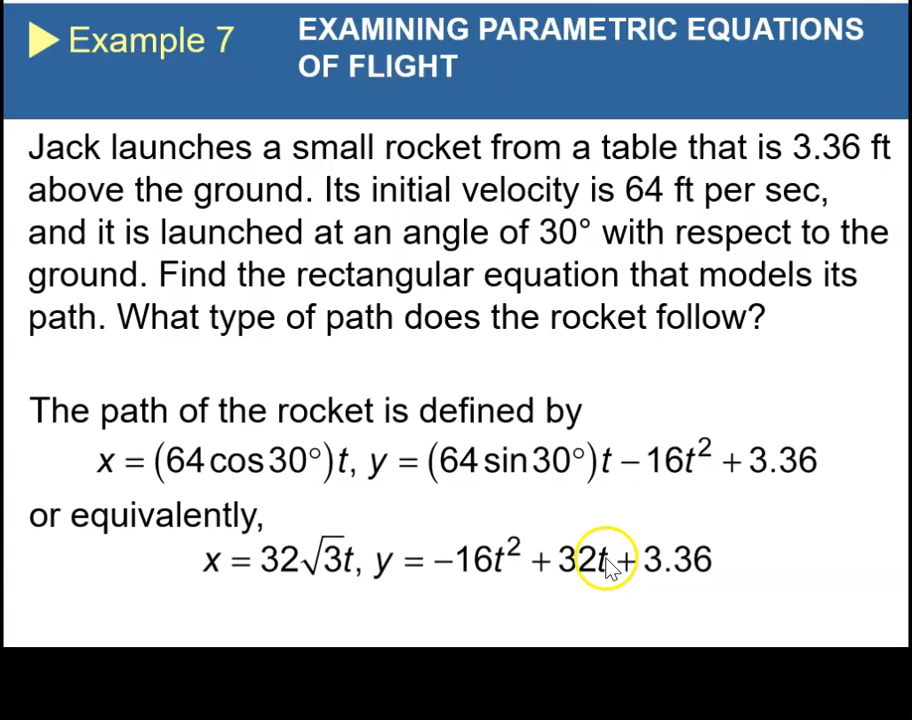 Example 7
EXAMINING PARAMETRIC EQUATIONS
OF FLIGHT
Jack launches a small rocket from a table that is 3.36 ft
above the ground. Its initial velocity is 64 ft per sec,
and it is launched at an angle of 30° with respect to the
ground. Find the rectangular equation that models its
path. What type of path does the rocket follow?
The path of the rocket is defined by
x = (64 cos 30°)t, y = (64 sin 30°)t − 16t² + 3.36
or equivalently,
x = 32√3t, y = −16t² + 32t + 3.36